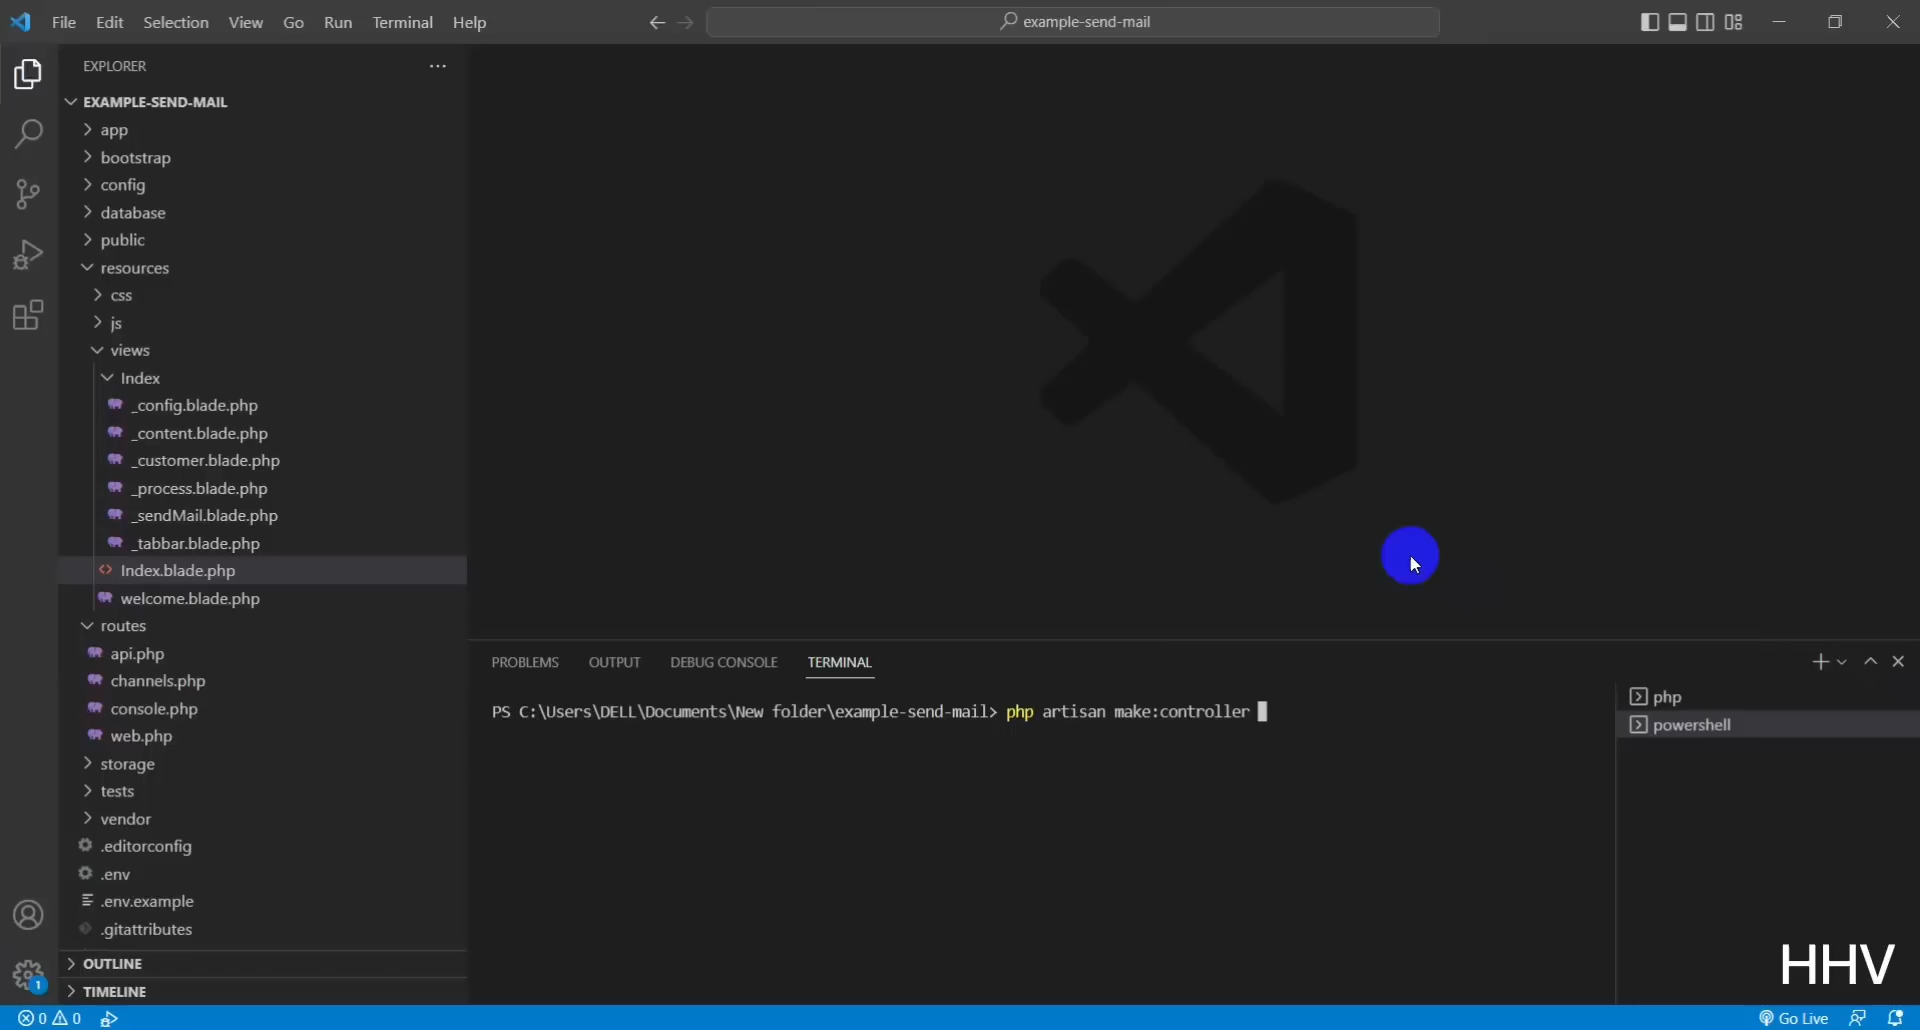 File Edit Selection View Go Run Terminal Help
example-send-mail
EXPLORER
EXAMPLE-SEND-MAIL
app
bootstrap
config
database
public
resources
css
js
views
Index
_config.blade.php
_content.blade.php
_customer.blade.php
_process.blade.php
_sendMail.blade.php
_tabbar.blade.php
Index.blade.php
welcome.blade.php
routes
api.php
channels.php
console.php
web.php
storage
tests
vendor
.editorconfig
.env
.env.example
.gitattributes
OUTLINE
TIMELINE
PROBLEMS OUTPUT DEBUG CONSOLE TERMINAL
PS C:\Users\DELL\Documents\New folder\example-send-mail> php artisan make:controller
php
powershell
HHV
1
0 0
Go Live